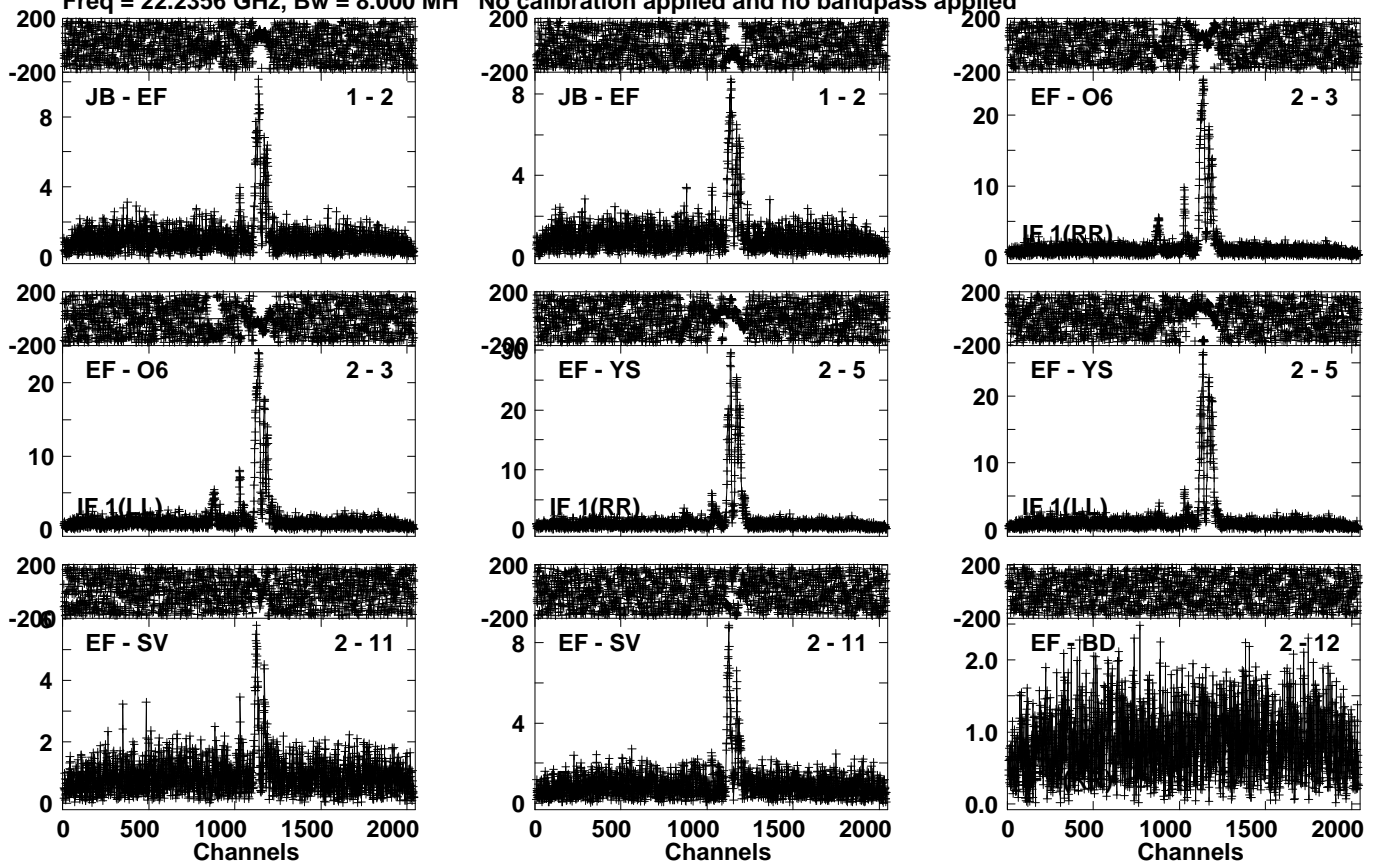 Freq = 22.2356 GHz, Bw = 8.000 MH No calibration applied and no bandpass applied
200 200 200
-200 -200 -200
JB - EF 1 - 2 JB - EF 1 - 2 EF - O6 2 - 3
8 8 20
4 4 10
IF 1(RR)
0 0 0
200 200 200
-200 -200 30 -200
EF - O6 2 - 3 EF - YS 2 - 5 EF - YS 2 - 5
20 20 20
10 10 10
IF 1(LL) IF 1(RR) IF 1(LL)
0 0 0
200 200 200
-200 6 -200 -200
EF - SV 2 - 11 EF - SV 2 - 11 EF - BD 2 - 12
4 8 2.0
2 4 1.0
0 0 0.0
0 500 1000 1500 2000 0 500 1000 1500 2000 0 500 1000 1500 2000
Channels Channels Channels